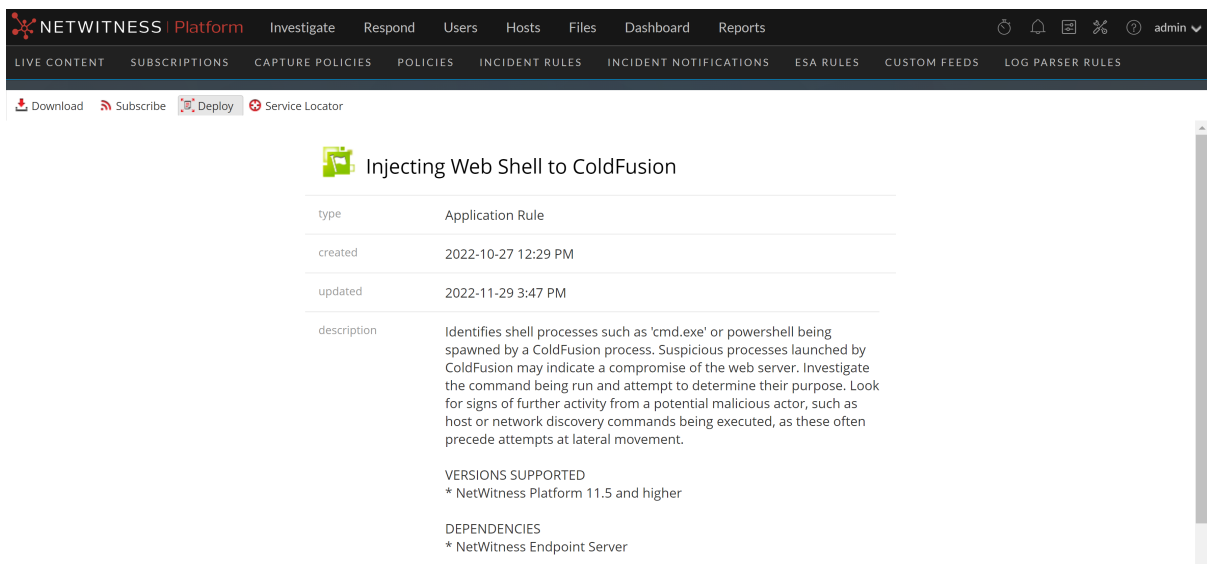 NETWITNESS | Platform Investigate Respond Users Hosts Files Dashboard Reports admin
LIVE CONTENT SUBSCRIPTIONS CAPTURE POLICIES POLICIES INCIDENT RULES INCIDENT NOTIFICATIONS ESA RULES CUSTOM FEEDS LOG PARSER RULES
Download Subscribe Deploy Service Locator
Injecting Web Shell to ColdFusion
type Application Rule
created 2022-10-27 12:29 PM
updated 2022-11-29 3:47 PM
description Identifies shell processes such as 'cmd.exe' or powershell being
spawned by a ColdFusion process. Suspicious processes launched by
ColdFusion may indicate a compromise of the web server. Investigate
the command being run and attempt to determine their purpose. Look
for signs of further activity from a potential malicious actor, such as
host or network discovery commands being executed, as these often
precede attempts at lateral movement.
VERSIONS SUPPORTED
* NetWitness Platform 11.5 and higher
DEPENDENCIES
* NetWitness Endpoint Server